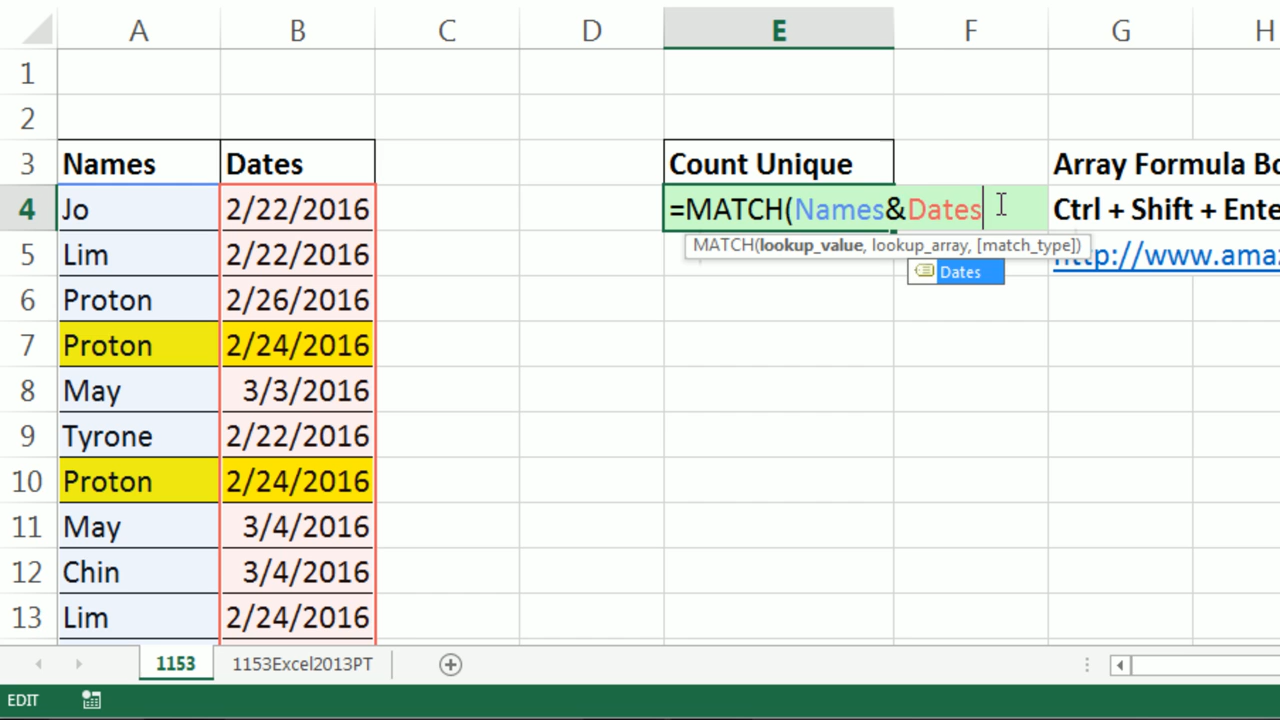 A B C D E F G H
1
2
3 Names Dates Count Unique Array Formula Bo
4 Jo 2/22/2016 =MATCH(Names&Dates Ctrl + Shift + Ente
MATCH(lookup_value, lookup_array, [match_type])
5 Lim 2/22/2016 http://www.ama
Dates
6 Proton 2/26/2016
7 Proton 2/24/2016
8 May 3/3/2016
9 Tyrone 2/22/2016
10 Proton 2/24/2016
11 May 3/4/2016
12 Chin 3/4/2016
13 Lim 2/24/2016
1153 1153Excel2013PT
EDIT